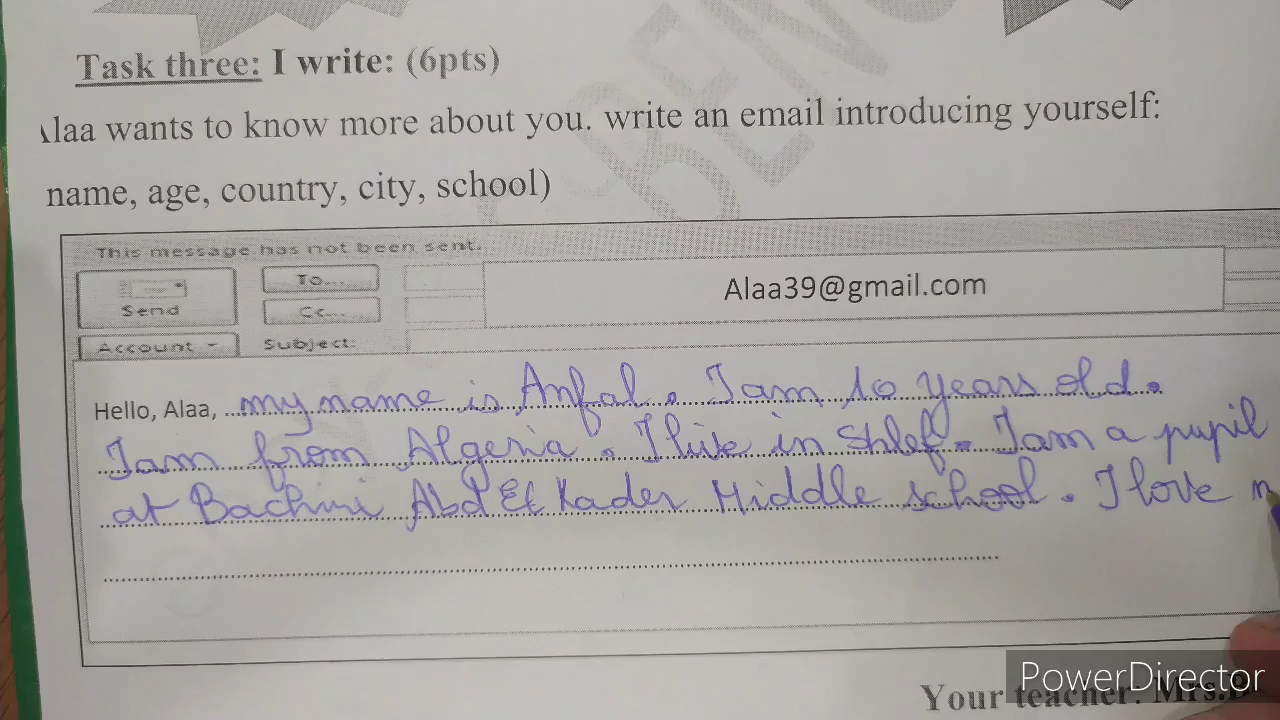 Task three: I write: (6pts)
Alaa wants to know more about you. write an email introducing yourself:
name, age, country, city, school)
This message has not been sent.
Send
To...
Cc...
Account
Subject:
Alaa39@gmail.com
Hello, Alaa, my name is Anfal. I am 10 years old.
I am from Algeria. I live in Shlef. I am a pupil
at Bachini Abd El Kader Middle school. I love m
Your teacher: Mrs.B
PowerDirector